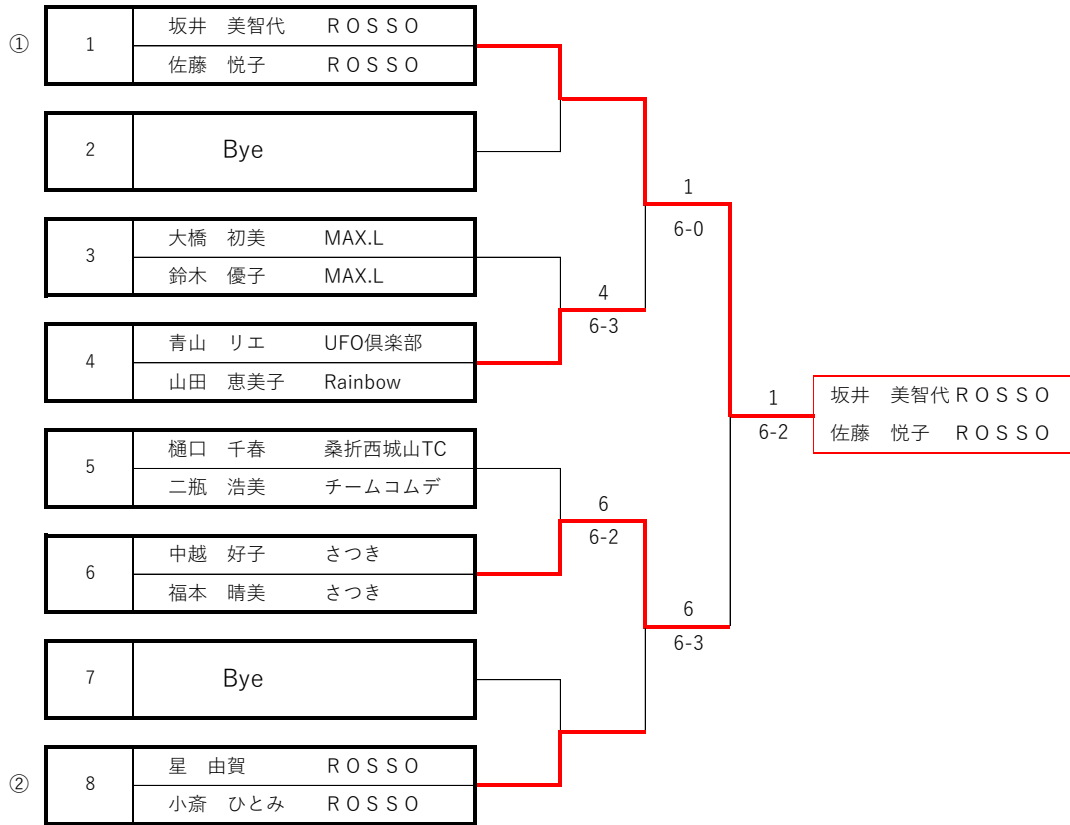 ① 1 坂井　美智代 ＲＯＳＳＯ
佐藤　悦子 ＲＯＳＳＯ
2 Bye
1
6-0
3 大橋　初美 MAX.L
鈴木　優子 MAX.L
4
6-3
4 青山　リエ UFO倶楽部
山田　恵美子 Rainbow
1
6-2
坂井　美智代 ＲＯＳＳＯ
佐藤　悦子 ＲＯＳＳＯ
5 樋口　千春 桑折西城山TC
二瓶　浩美 チームコムデ
6
6-2
6 中越　好子 さつき
福本　晴美 さつき
6
6-3
7 Bye
② 8 星　由賀 ＲＯＳＳＯ
小斎　ひとみ ＲＯＳＳＯ